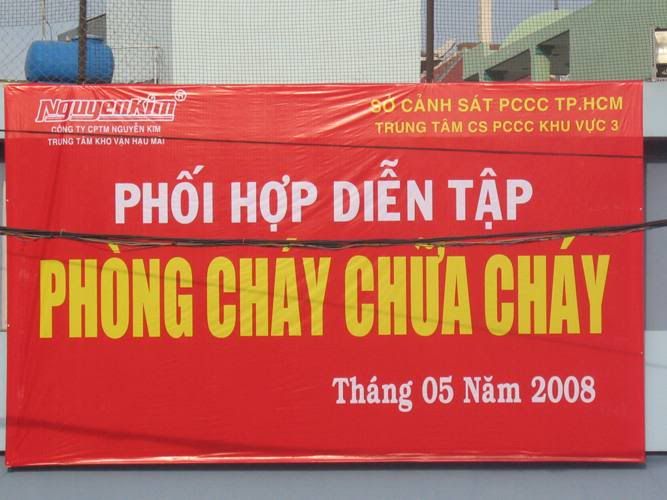 NguyenKim®
CÔNG TY CPTM NGUYỄN KIM
TRUNG TÂM KHO VẬN HẬU MÃI
SỞ CẢNH SÁT PCCC TP.HCM
TRUNG TÂM CS PCCC KHU VỰC 3
PHỐI HỢP DIỄN TẬP
PHÒNG CHÁY CHỮA CHÁY
Tháng 05 Năm 2008